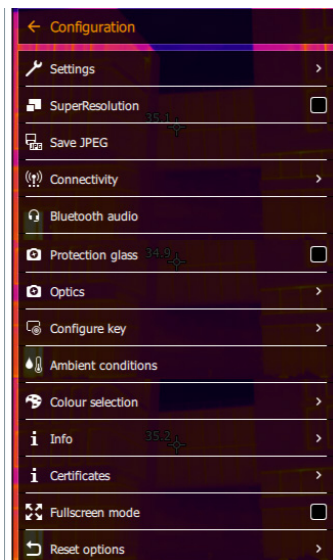 Configuration
Settings
SuperResolution
35.1
JPG
Save JPEG
Connectivity
Bluetooth audio
Protection glass
34.9
Optics
Configure key
Ambient conditions
Colour selection
Info
35.2
Certificates
Fullscreen mode
Reset options